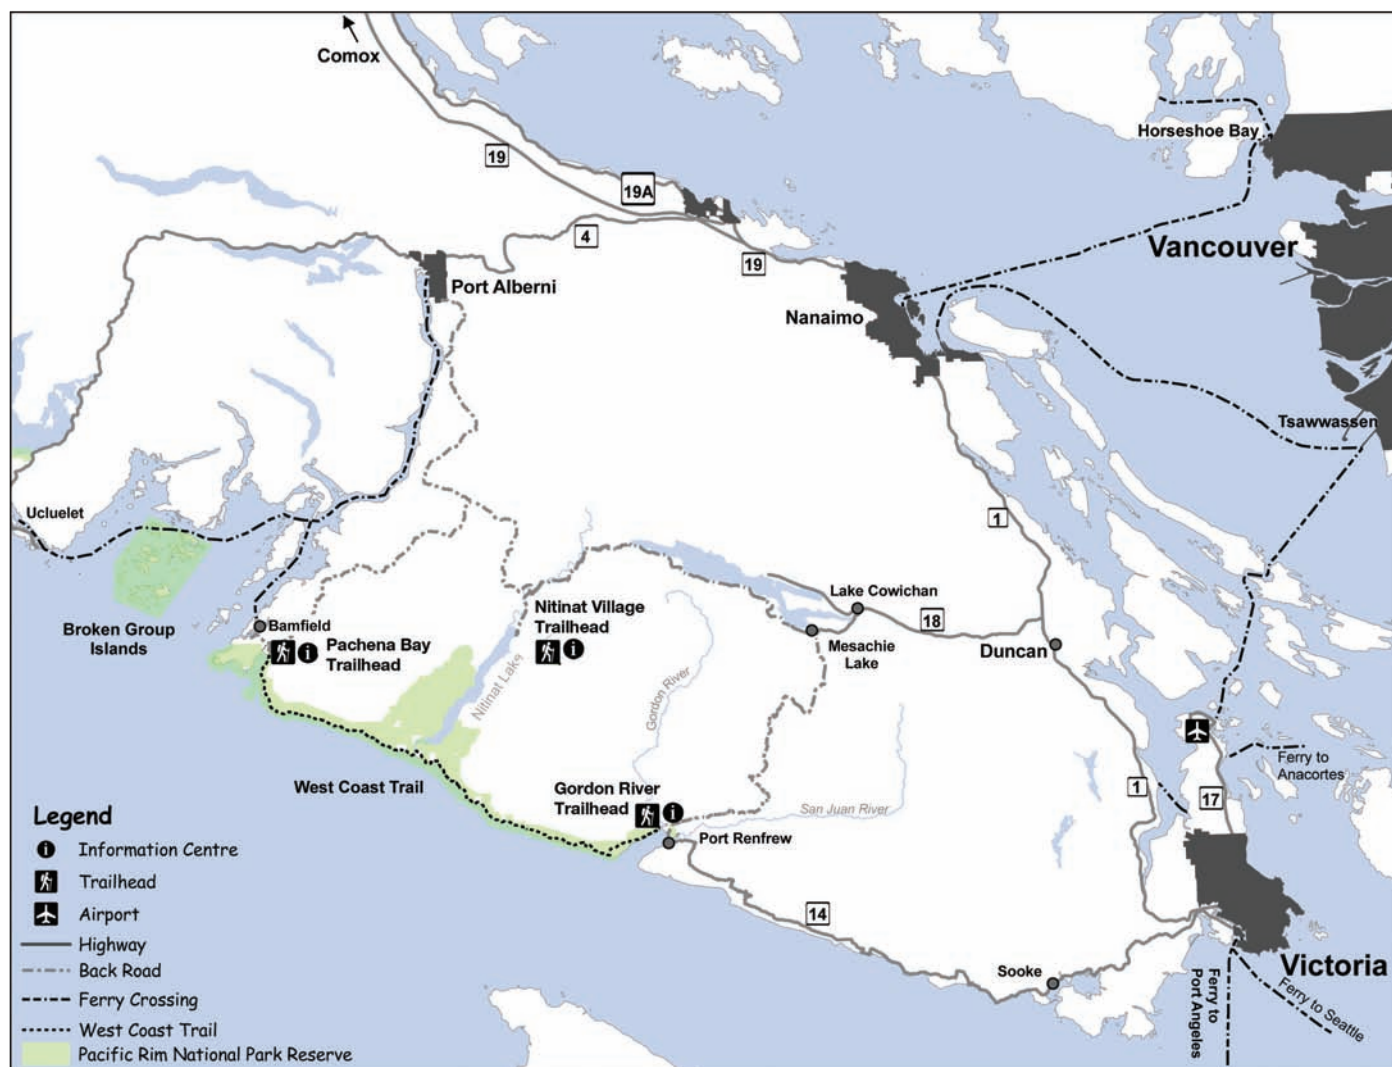 Comox
Horseshoe Bay
19
19A
4
19
Vancouver
Port Alberni
Nanaimo
Tsawwassen
Ucluelet
1
Broken Group
Islands
Bamfield
Pachena Bay
Trailhead
Nitinat Village
Trailhead
Nitinat Lake
Gordon River
Lake Cowichan
18
Mesachie
Lake
Duncan
West Coast Trail
Gordon River
Trailhead
Port Renfrew
San Juan River
Ferry to
Anacortes
1
17
14
Sooke
Victoria
Ferry to
Port Angeles
Ferry to Seattle
Legend
Information Centre
Trailhead
Airport
Highway
Back Road
Ferry Crossing
West Coast Trail
Pacific Rim National Park Reserve